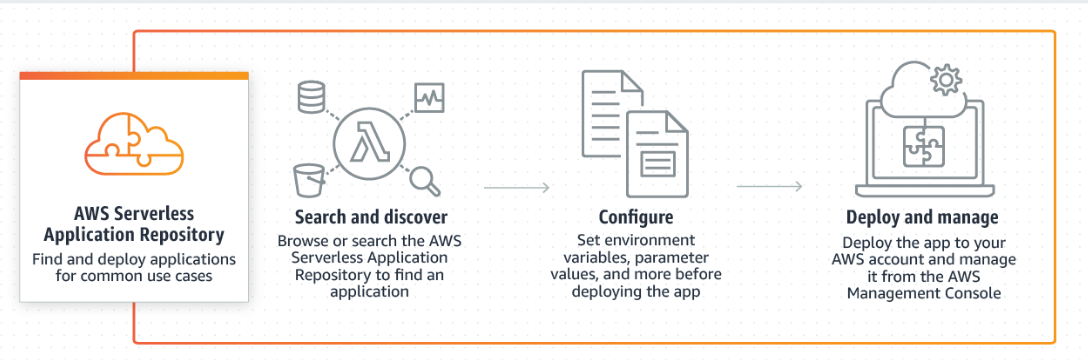 AWS Serverless
Application Repository
Find and deploy applications
for common use cases
Search and discover
Browse or search the AWS
Serverless Application
Repository to find an
application
Configure
Set environment
variables, parameter
values, and more before
deploying the app
Deploy and manage
Deploy the app to your
AWS account and manage
it from the AWS
Management Console